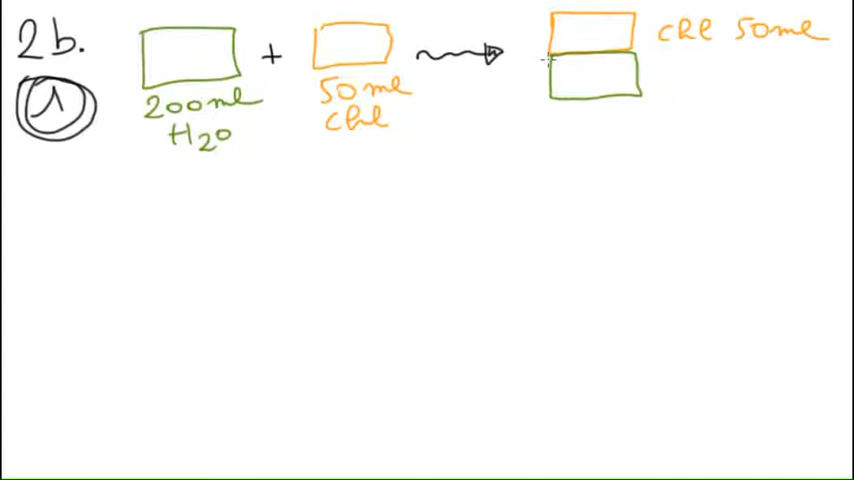 2b.
1
+
200ml
H₂O
50ml
chl
chl 50ml